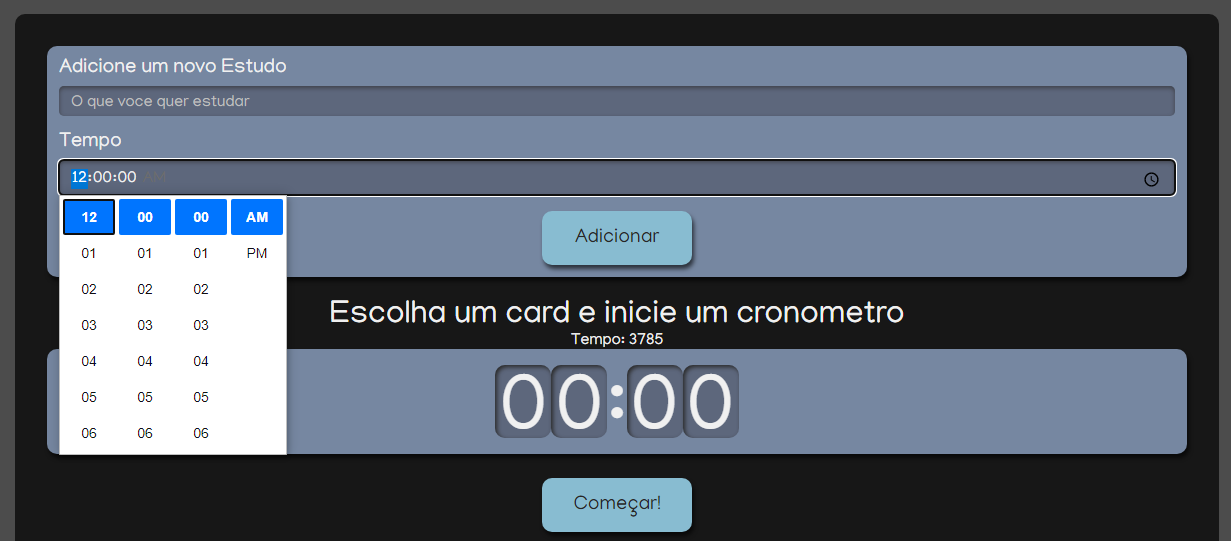 Adicione um novo Estudo
O que voce quer estudar
Tempo
12:00:00 AM
12 00 00 AM
01 01 01 PM
02 02 02
03 03 03
04 04 04
05 05 05
06 06 06
Adicionar
Escolha um card e inicie um cronometro
Tempo: 3785
00:00
Começar!